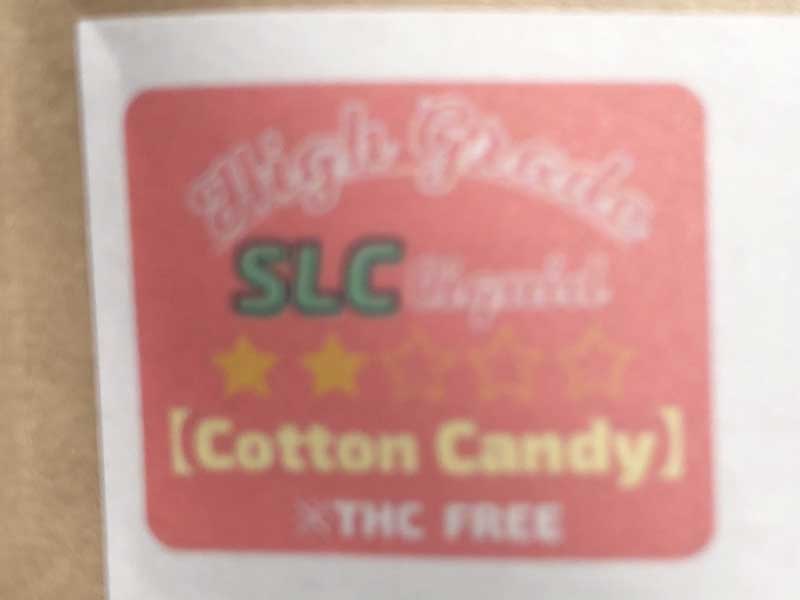 High Grade
SLC liquid
★★☆☆☆
【Cotton Candy】
※THC FREE